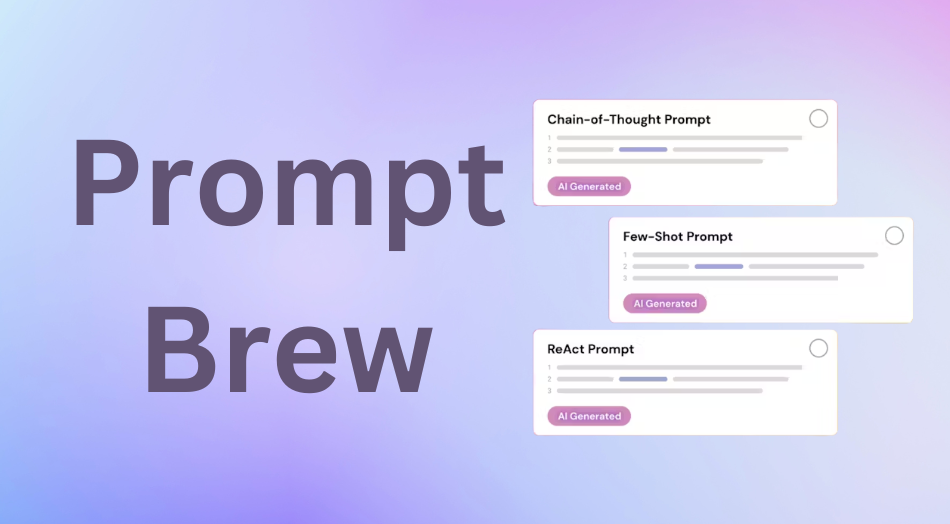 Prompt
Brew
Chain-of-Thought Prompt
1
2
3
AI Generated
Few-Shot Prompt
1
2
3
AI Generated
ReAct Prompt
1
2
3
AI Generated